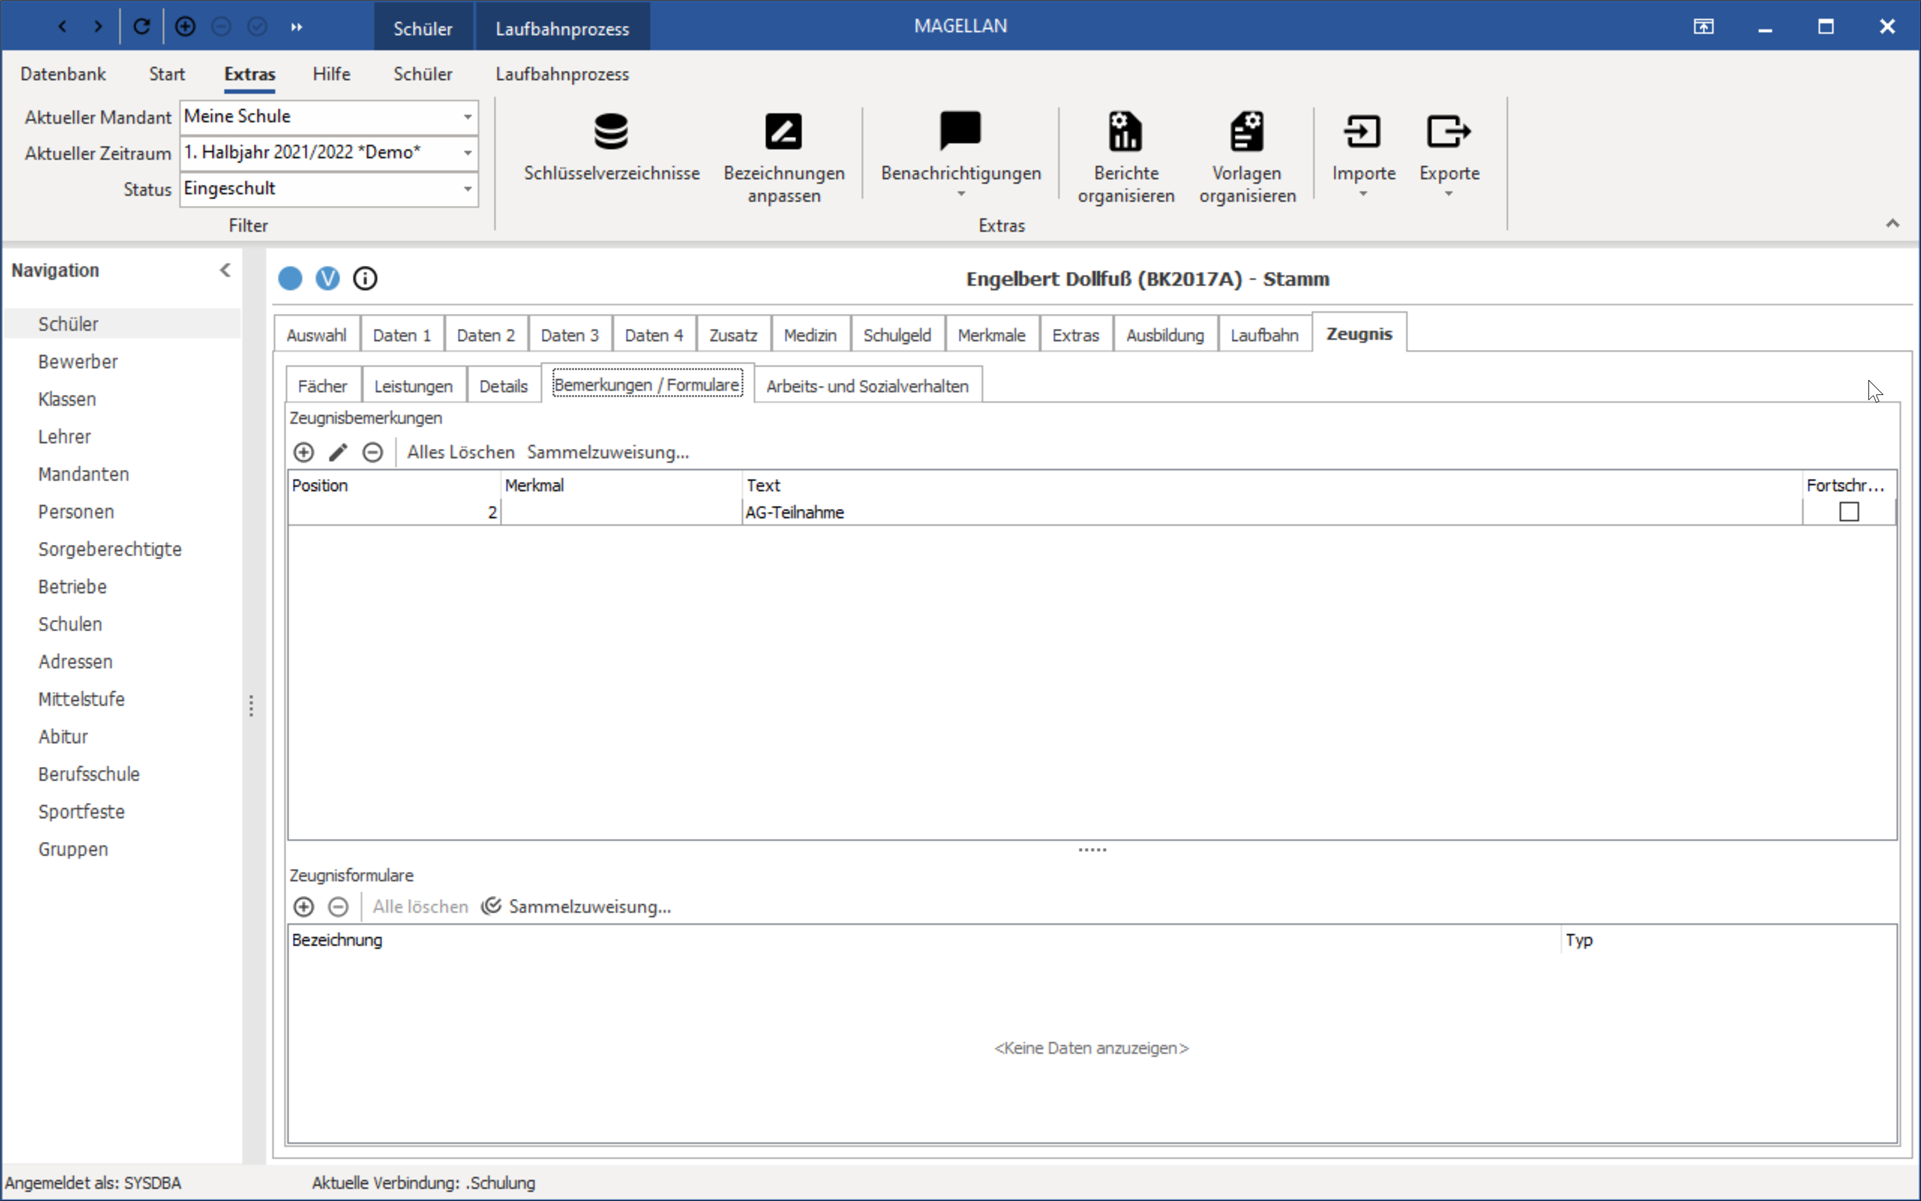 Schüler
Laufbahnprozess
MAGELLAN
Datenbank
Start
Extras
Hilfe
Schüler
Laufbahnprozess
Aktueller Mandant
Meine Schule
Aktueller Zeitraum
1. Halbjahr 2021/2022 *Demo*
Status
Eingeschult
Filter
Schlüsselverzeichnisse
Bezeichnungen
anpassen
Benachrichtigungen
Berichte
organisieren
Vorlagen
organisieren
Importe
Exporte
Extras
Navigation
Schüler
Bewerber
Klassen
Lehrer
Mandanten
Personen
Sorgeberechtigte
Betriebe
Schulen
Adressen
Mittelstufe
Abitur
Berufsschule
Sportfeste
Gruppen
V
Engelbert Dollfuß (BK2017A) - Stamm
Auswahl
Daten 1
Daten 2
Daten 3
Daten 4
Zusatz
Medizin
Schulgeld
Merkmale
Extras
Ausbildung
Laufbahn
Zeugnis
Fächer
Leistungen
Details
Bemerkungen / Formulare
Arbeits- und Sozialverhalten
Zeugnisbemerkungen
Alles Löschen
Sammelzuweisung...
Position
Merkmal
Text
Fortschr...
2
AG-Teilnahme
Zeugnisformulare
Alle löschen
Sammelzuweisung...
Bezeichnung
Typ
<Keine Daten anzuzeigen>
Angemeldet als: SYSDBA
Aktuelle Verbindung: .Schulung